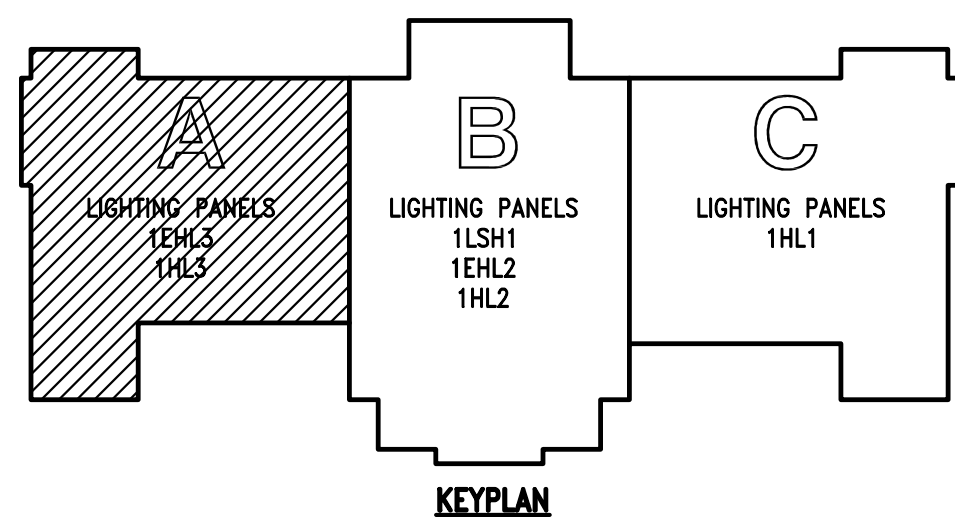 A
LIGHTING PANELS
1EHL3
1HL3
B
LIGHTING PANELS
1LSH1
1EHL2
1HL2
C
LIGHTING PANELS
1HL1
KEYPLAN